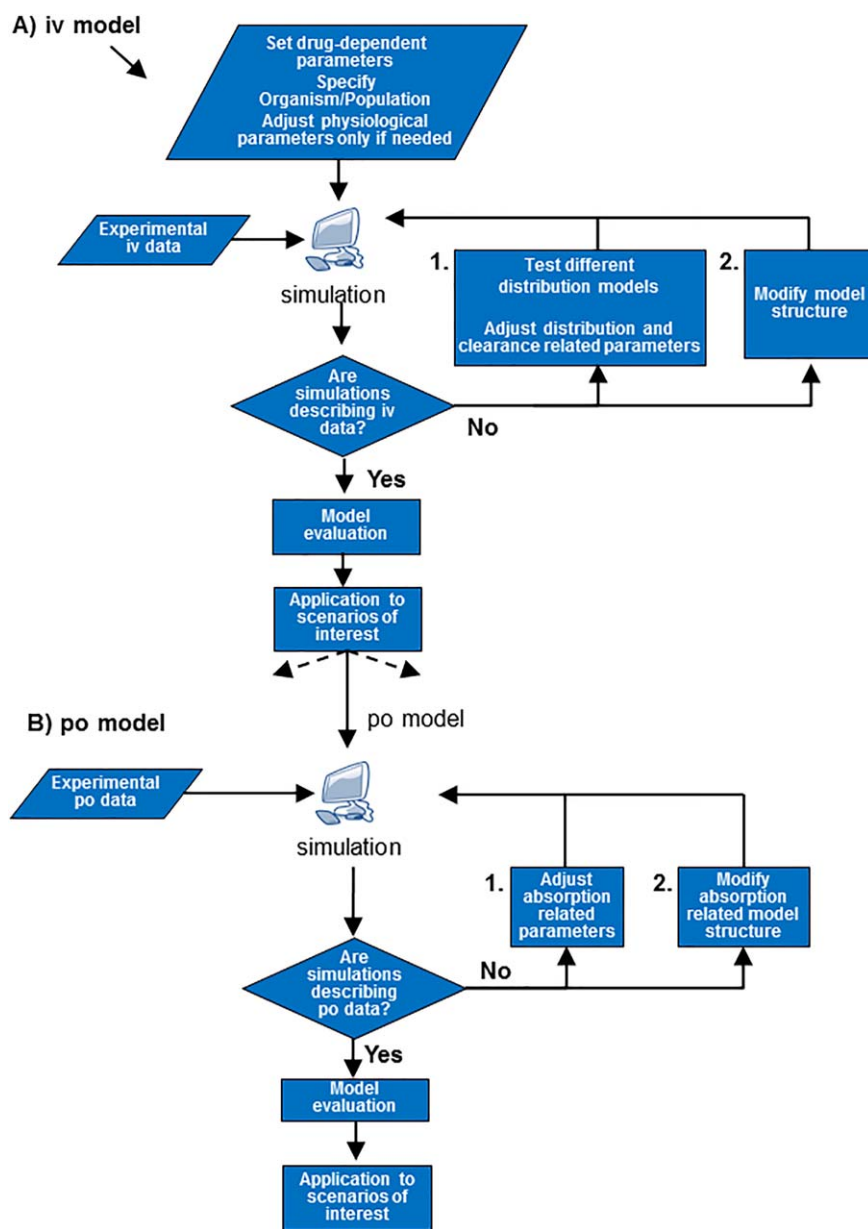 A) iv model
Set drug-dependent
parameters
Specify
Organism/Population
Adjust physiological
parameters only if needed
Experimental
iv data
simulation
1.
Test different
distribution models
Adjust distribution and
clearance related parameters
2.
Modify model
structure
Are
simulations
describing iv
data?
No
Yes
Model
evaluation
Application to
scenarios of
interest
po model
B) po model
Experimental
po data
simulation
1.
Adjust
absorption
related
parameters
2.
Modify
absorption
related model
structure
Are
simulations
describing
po data?
No
Yes
Model
evaluation
Application to
scenarios of
interest